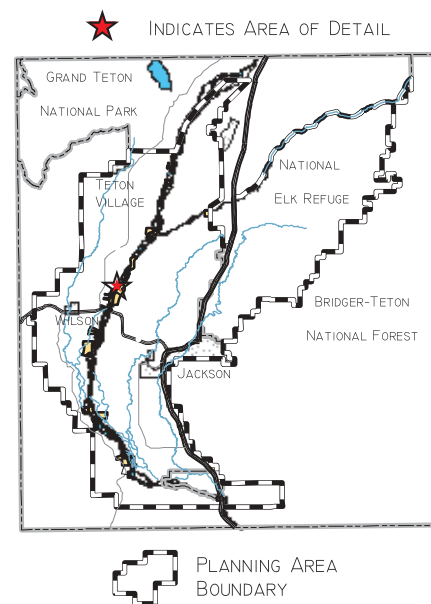 Indicates Area of Detail
Grand Teton
National Park
Teton
Village
National
Elk Refuge
Wilson
Bridger-Teton
National Forest
Jackson
Planning Area
Boundary